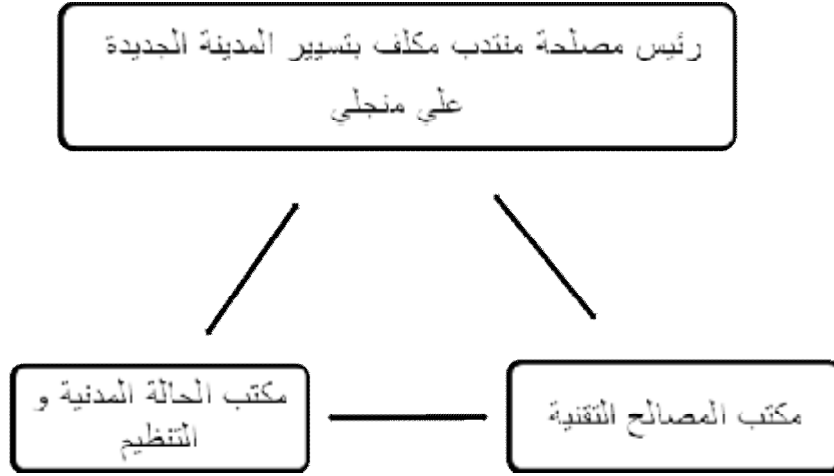 رئيس مصلحة منتدب مكلف بتسيير المدينة الجديدة
علي منجلي
مكتب المصالح التقنية
مكتب الحالة المدنية و
التنظيم